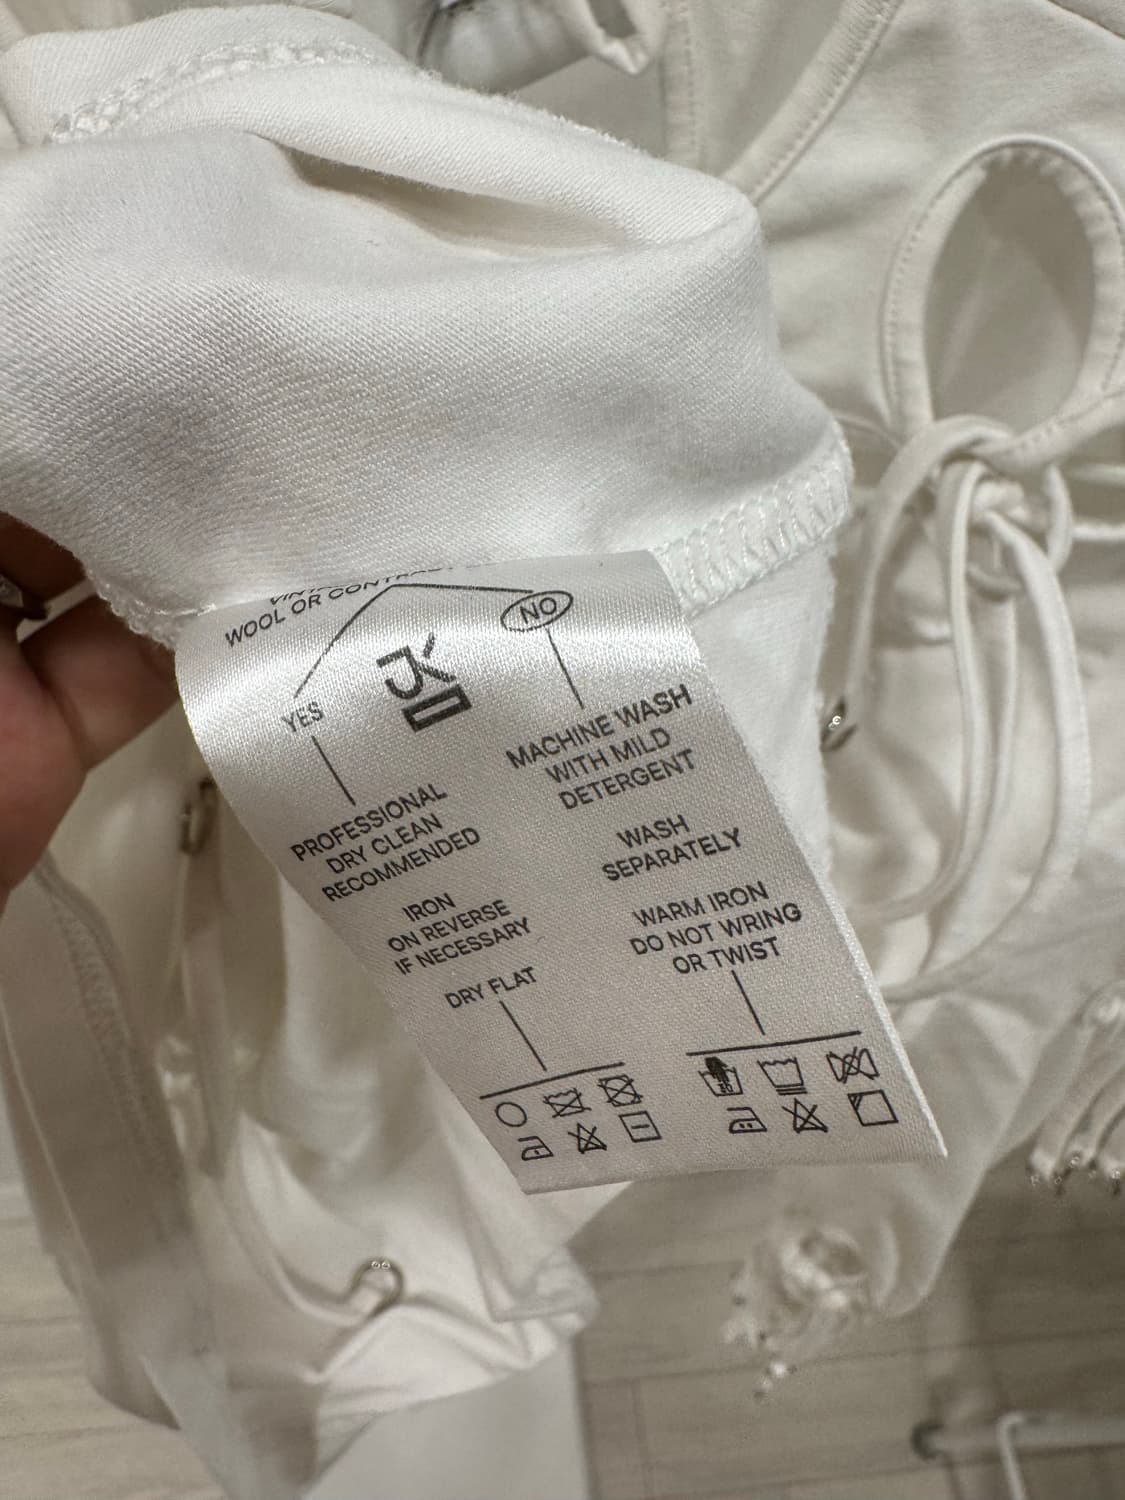 WOOL OR
NO
JK
YES
MACHINE WASH
WITH MILD
DETERGENT
PROFESSIONAL
DRY CLEAN
RECOMMENDED
WASH
SEPARATELY
IRON
ON REVERSE
IF NECESSARY
WARM IRON
DO NOT WRING
OR TWIST
DRY FLAT